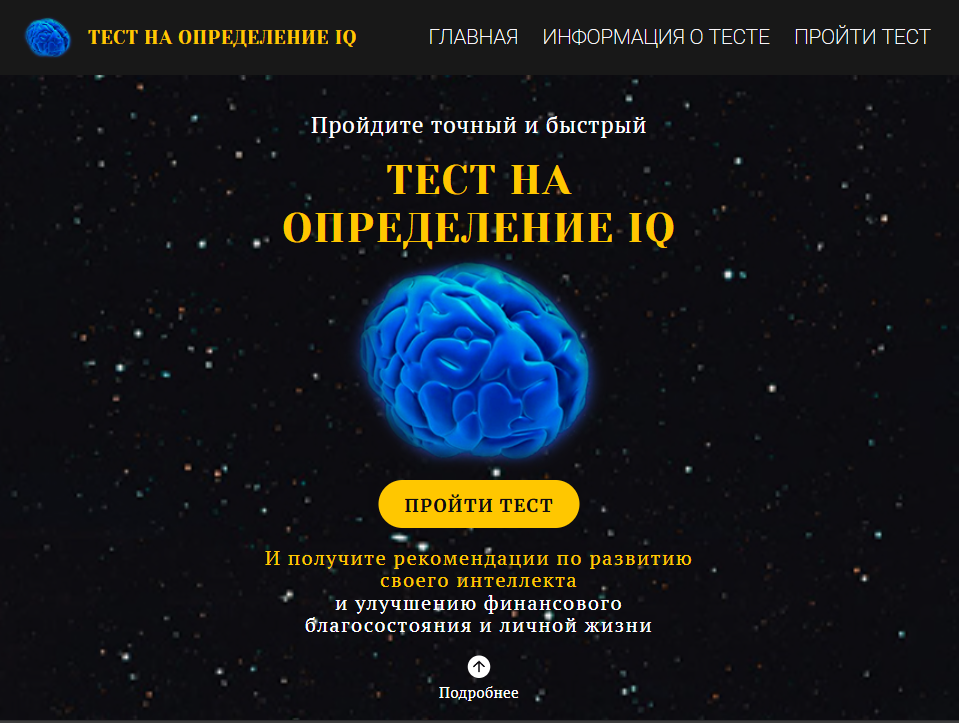 ТЕСТ НА ОПРЕДЕЛЕНИЕ IQ
ГЛАВНАЯ
ИНФОРМАЦИЯ О ТЕСТЕ
ПРОЙТИ ТЕСТ
Пройдите точный и быстрый
ТЕСТ НА
ОПРЕДЕЛЕНИЕ IQ
ПРОЙТИ ТЕСТ
И получите рекомендации по развитию
своего интеллекта
и улучшению финансового
благосостояния и личной жизни
Подробнее